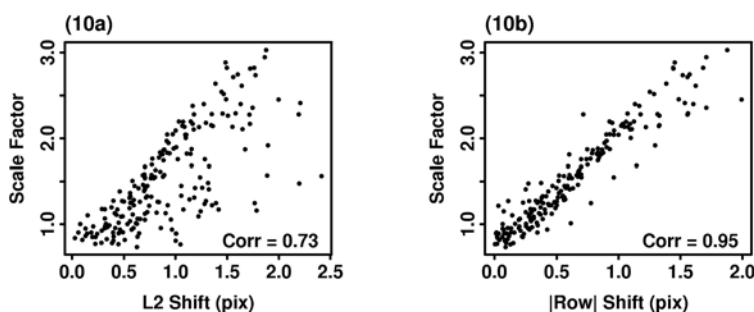 (10a)
Scale Factor
3.0
2.0
1.0
Corr = 0.73
0.0 0.5 1.0 1.5 2.0 2.5
L2 Shift (pix)
(10b)
Scale Factor
3.0
2.0
1.0
Corr = 0.95
0.0 0.5 1.0 1.5 2.0
|Row| Shift (pix)